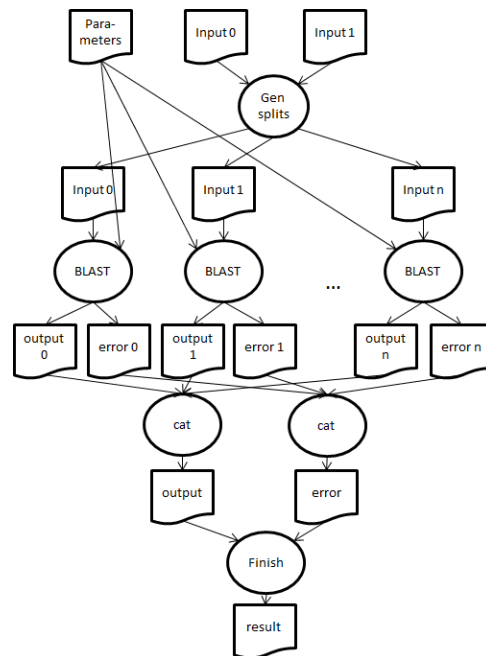 Para-
meters
Input 0
Input 1
Gen
splits
Input 0
Input 1
Input n
BLAST
BLAST
...
BLAST
output
0
error 0
output
1
error 1
output
n
error n
cat
cat
output
error
Finish
result